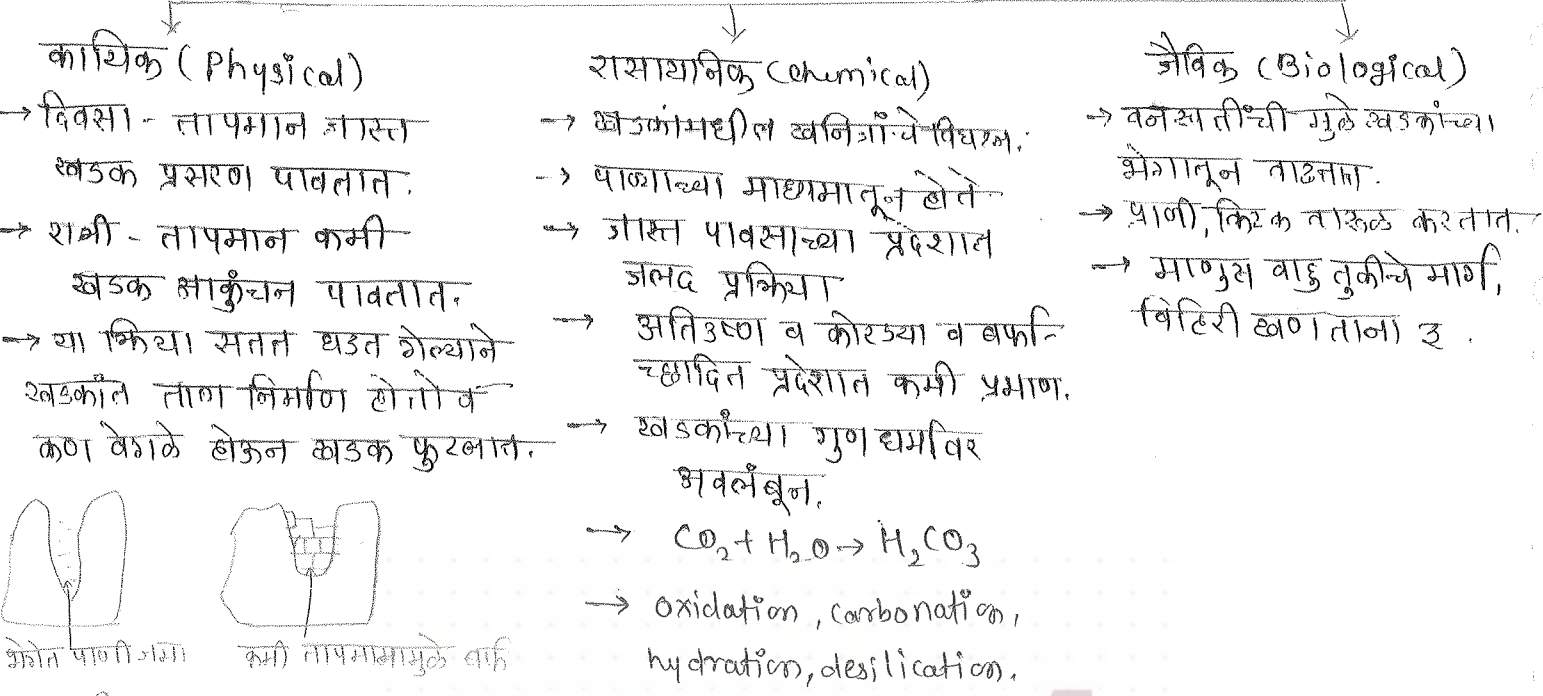 कायिक (Physical)
→ दिवसा - तापमान जास्त
खडक प्रसरण पावतात.
→ रात्री - तापमान कमी
खडक आकुंचन पावतात.
→ या क्रिया सतत घडत गेल्याने
खडकांत ताण निर्माण होतो व
कण वेगळे होऊन खडक फुटतात.
भेगेत पाणी जमा
कमी तापमानामुळे बर्फ
रासायनिक (chemical)
→ खडकांमधील खनिजांचे विघटन.
→ पाण्याच्या माध्यमातून होते
→ जास्त पावसाच्या प्रदेशात
जलद प्रक्रिया
→ अतिउष्ण व कोरड्या व बर्फा-
च्छादित प्रदेशात कमी प्रमाण.
→ खडकांच्या गुणधर्मावर
अवलंबून.
→ CO₂ + H₂O → H₂CO₃
→ oxidation, carbonation,
hydration, desilication.
जैविक (Biological)
→ वनस्पतींची मुळे खडकांच्या
भेगातून वाढतात.
→ प्राणी, किटक वारूळ करतात.
→ माणूस वाहतुकीचे मार्ग,
विहिरी खणताना इ.